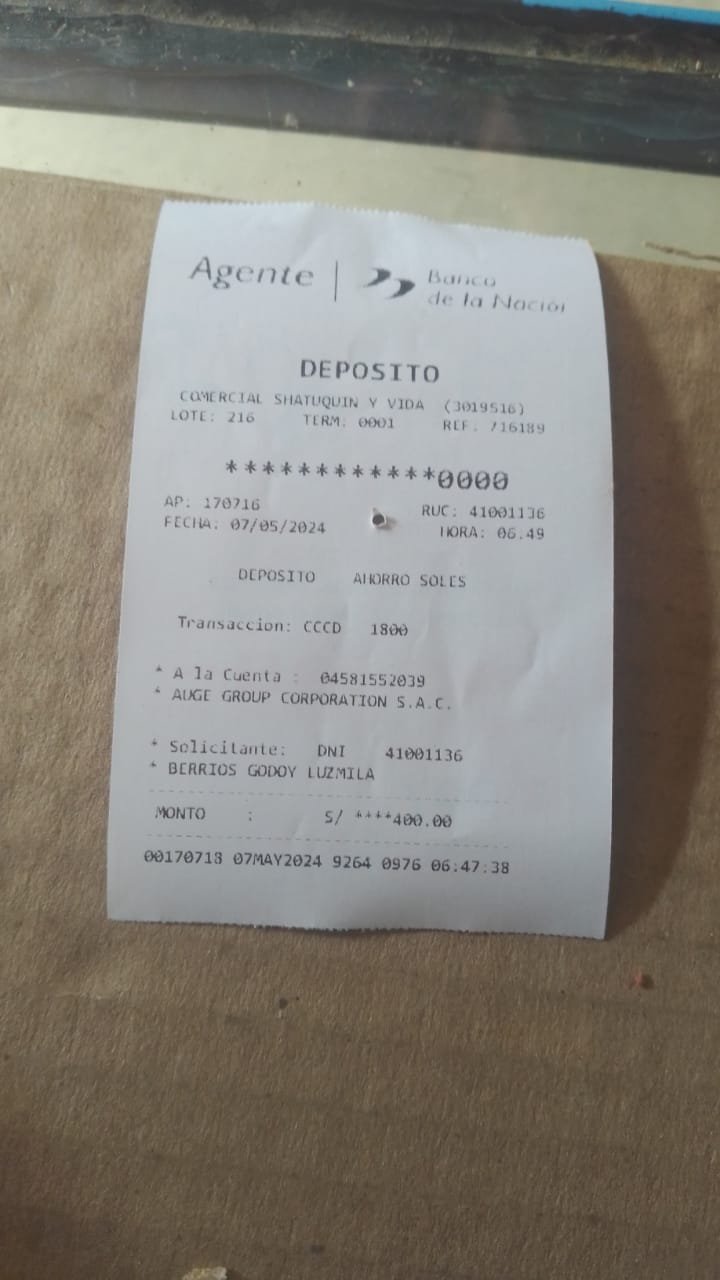 Agente | Banco
de la Nación
DEPOSITO
COMERCIAL SHATUQUIN Y VIDA (3019516)
LOTE: 216 TERM: 0001 REF: 716189
************0000
AP: 170716 RUC: 41001136
FECHA: 07/05/2024 HORA: 06.49
DEPOSITO AHORRO SOLES
Transaccion: CCCD 1800
* A la Cuenta : 04581552039
* AUGE GROUP CORPORATION S.A.C.
* Solicitante: DNI 41001136
* BERRIOS GODOY LUZMILA
MONTO : S/ ****400.00
00170718 07MAY2024 9264 0976 06:47:38